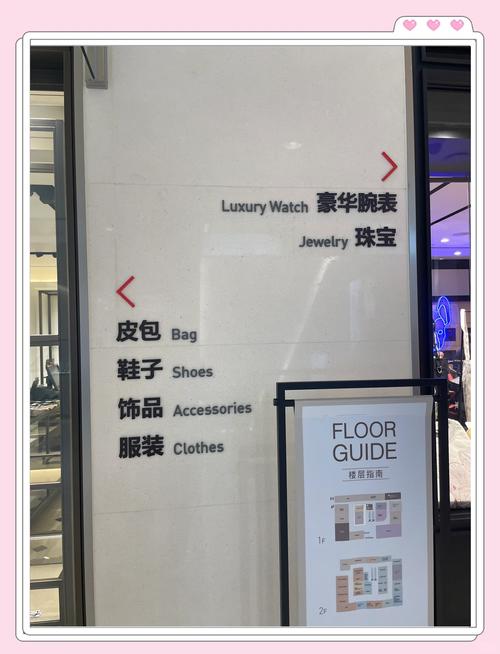 Luxury Watch 豪华腕表
Jewelry 珠宝
皮包 Bag
鞋子 Shoes
饰品 Accessories
服装 Clothes
FLOOR
GUIDE
楼层指南
1F
2F